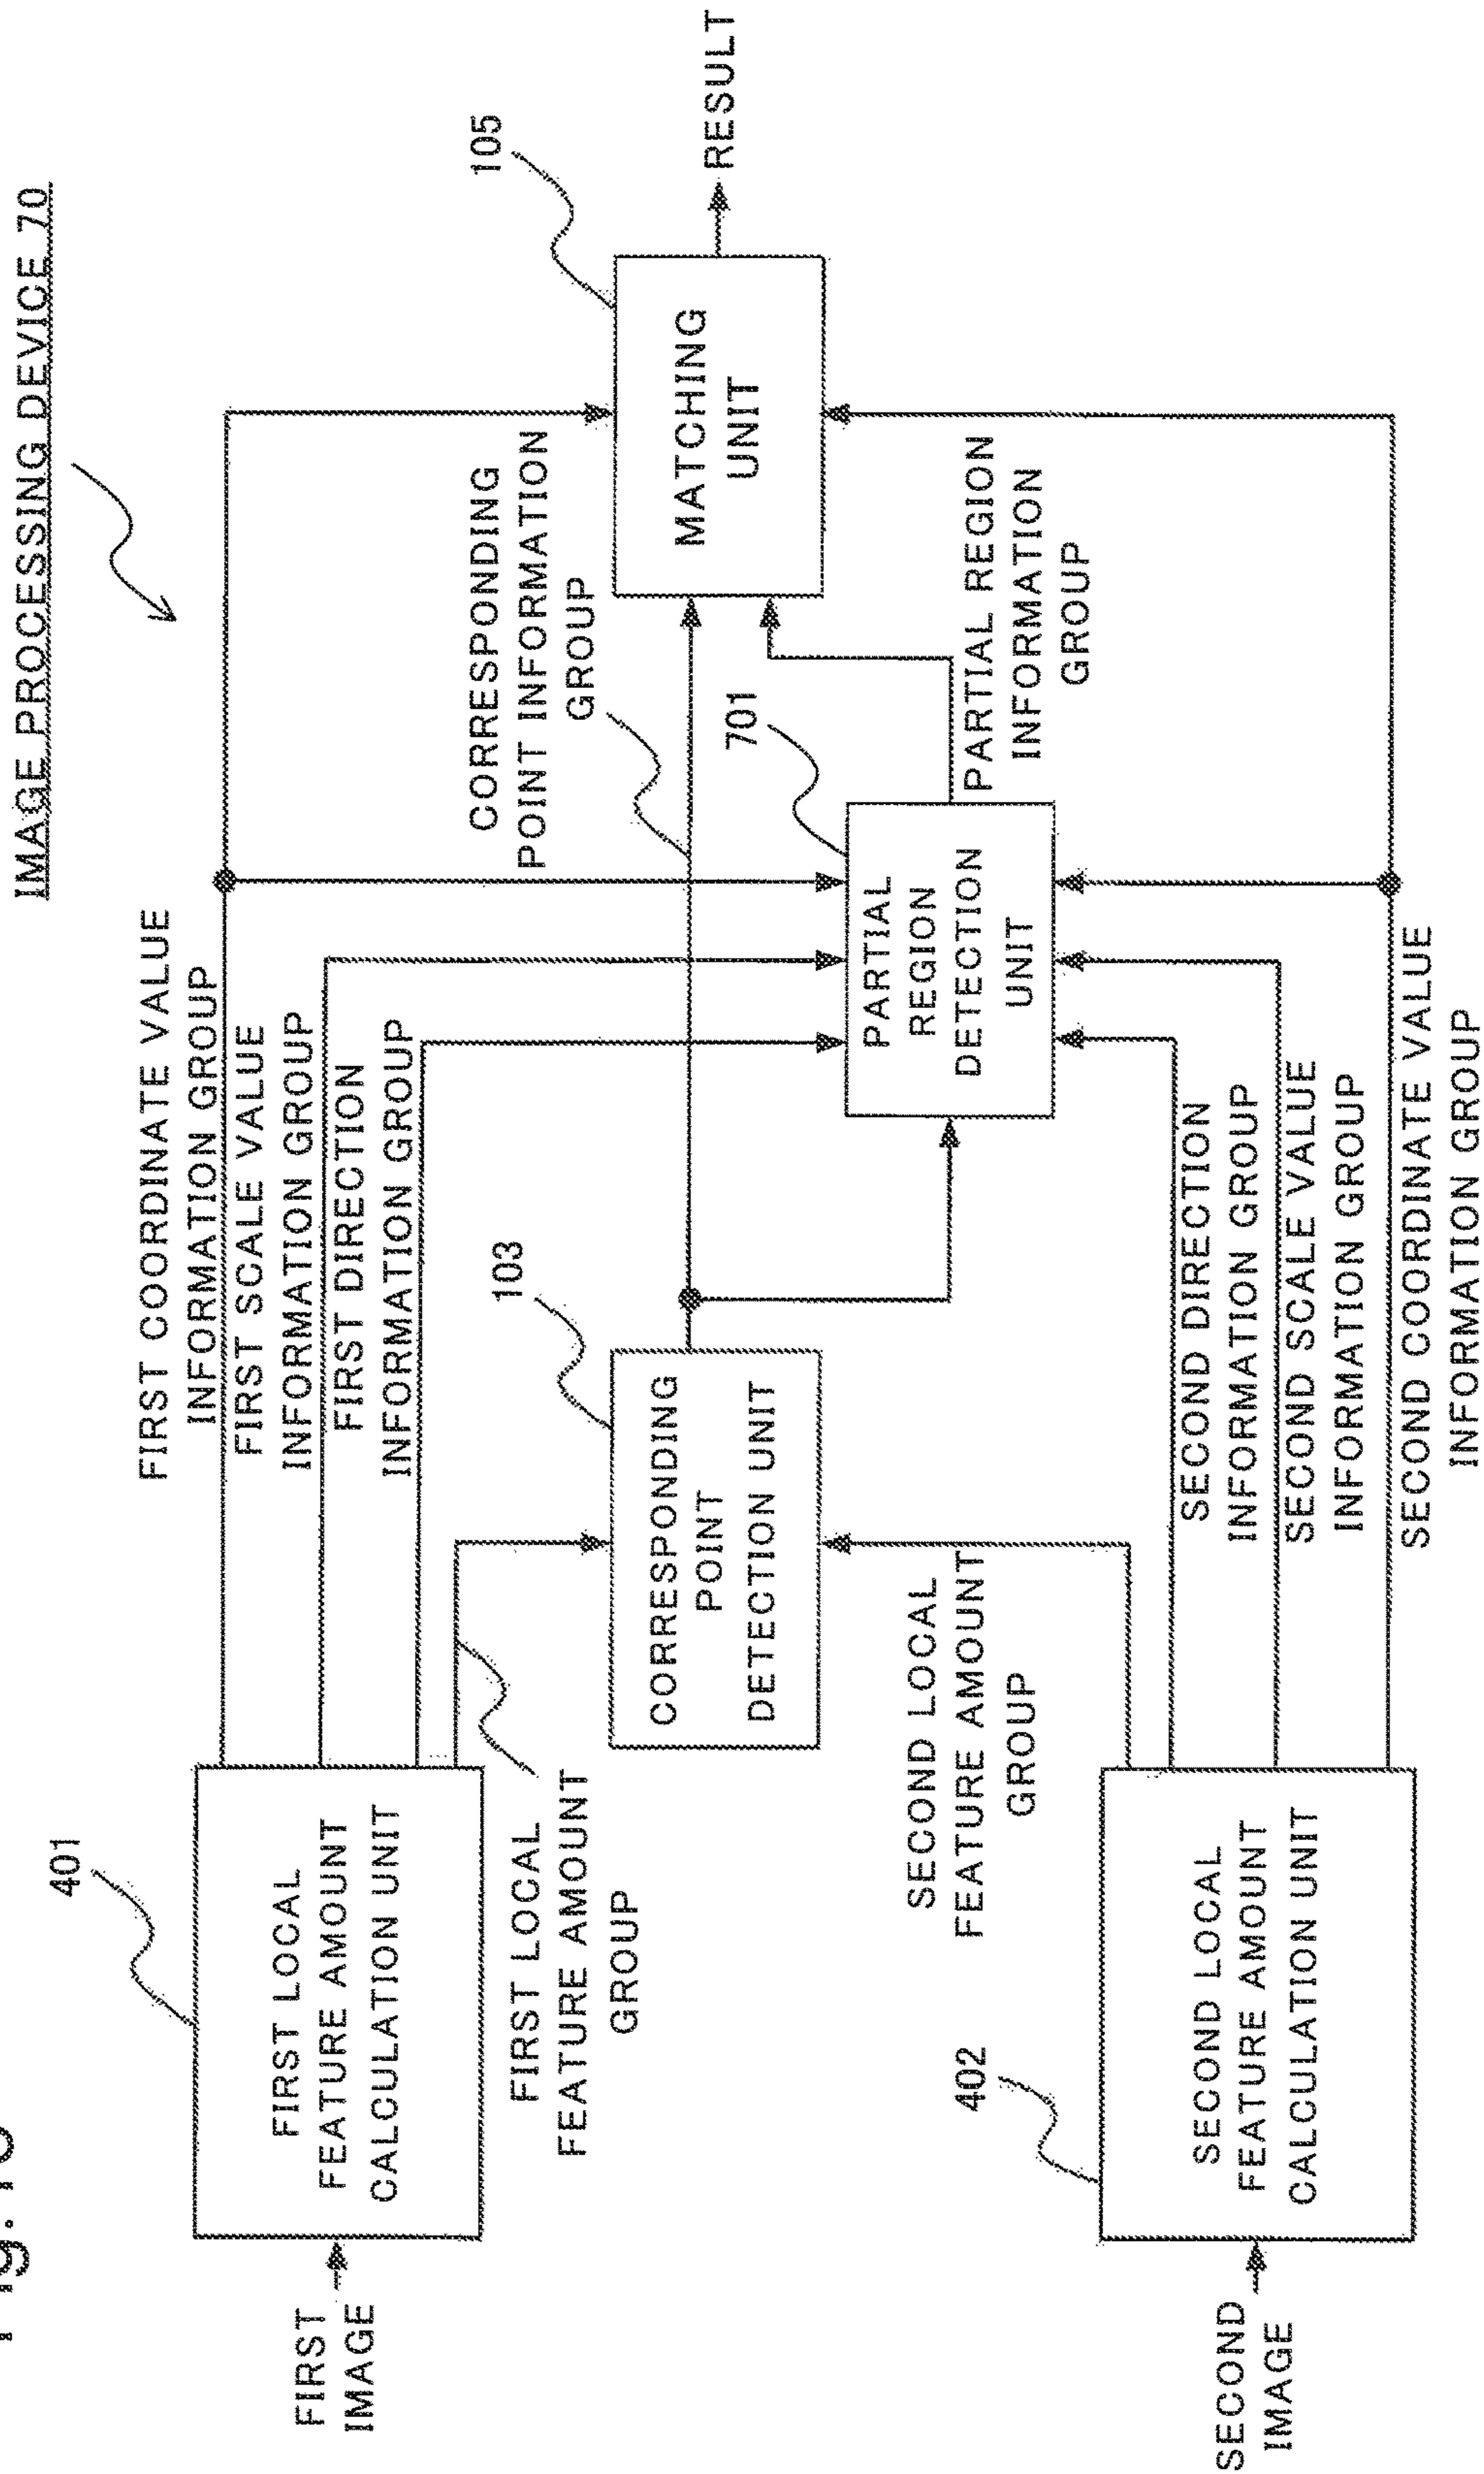 IMAGE PROCESSING DEVICE 70
401
FIRST LOCAL
FEATURE AMOUNT
CALCULATION UNIT
FIRST
IMAGE
FIRST COORDINATE VALUE
INFORMATION GROUP
FIRST SCALE VALUE
INFORMATION GROUP
FIRST DIRECTION
INFORMATION GROUP
FIRST LOCAL
FEATURE AMOUNT
GROUP
103
CORRESPONDING
POINT
DETECTION UNIT
CORRESPONDING
POINT INFORMATION
GROUP
105
MATCHING
UNIT
RESULT
701
PARTIAL
REGION
DETECTION
UNIT
PARTIAL REGION
INFORMATION
GROUP
SECOND LOCAL
FEATURE AMOUNT
GROUP
402
SECOND LOCAL
FEATURE AMOUNT
CALCULATION UNIT
SECOND
IMAGE
SECOND DIRECTION
INFORMATION GROUP
SECOND SCALE VALUE
INFORMATION GROUP
SECOND COORDINATE VALUE
INFORMATION GROUP